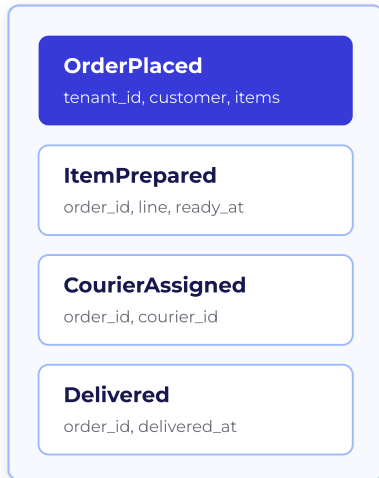 OrderPlaced
tenant_id, customer, items
ItemPrepared
order_id, line, ready_at
CourierAssigned
order_id, courier_id
Delivered
order_id, delivered_at